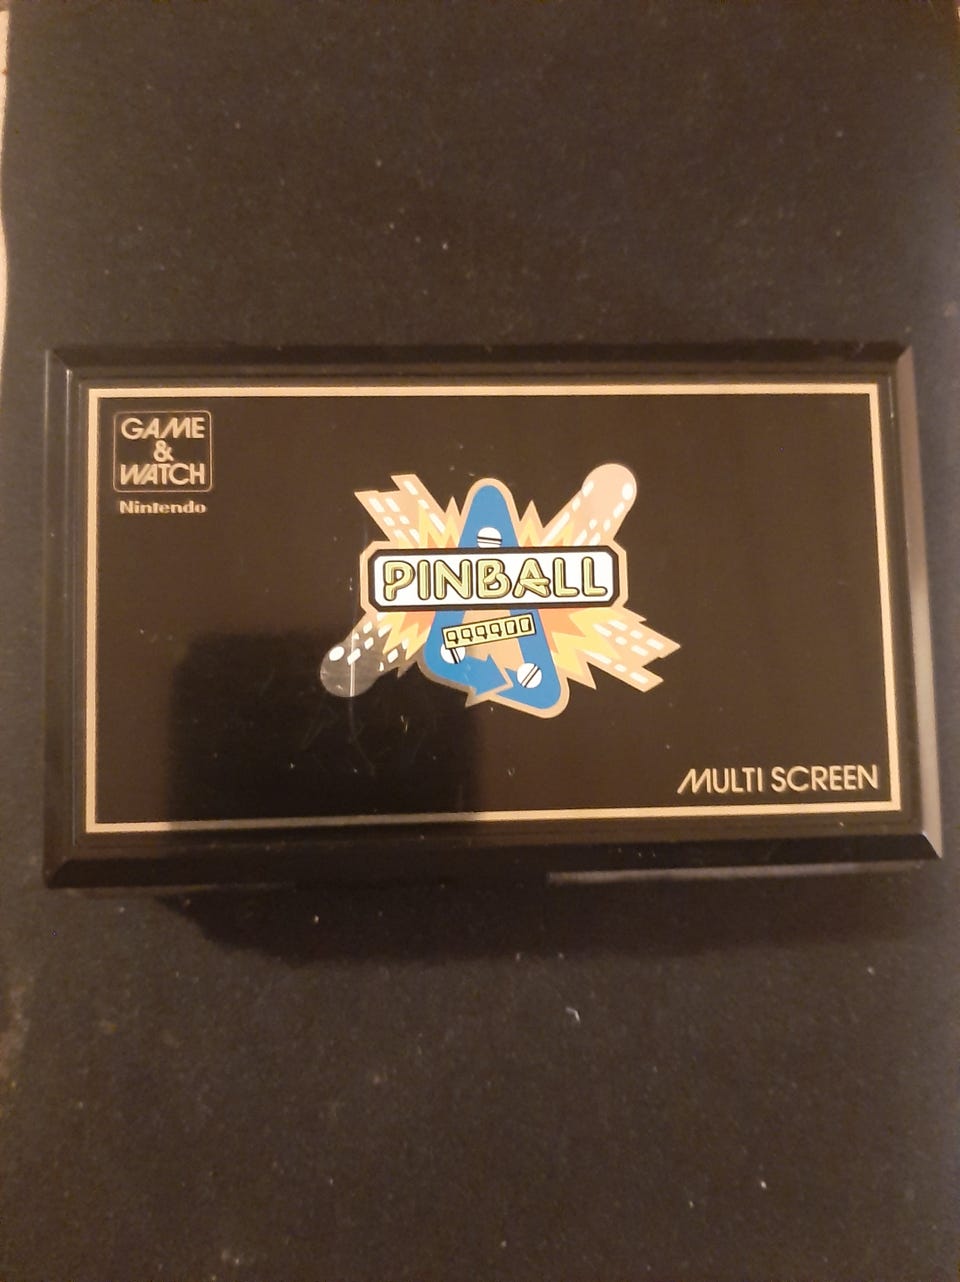 GAME
&
WATCH
Nintendo
PINBALL
999900
MULTI SCREEN